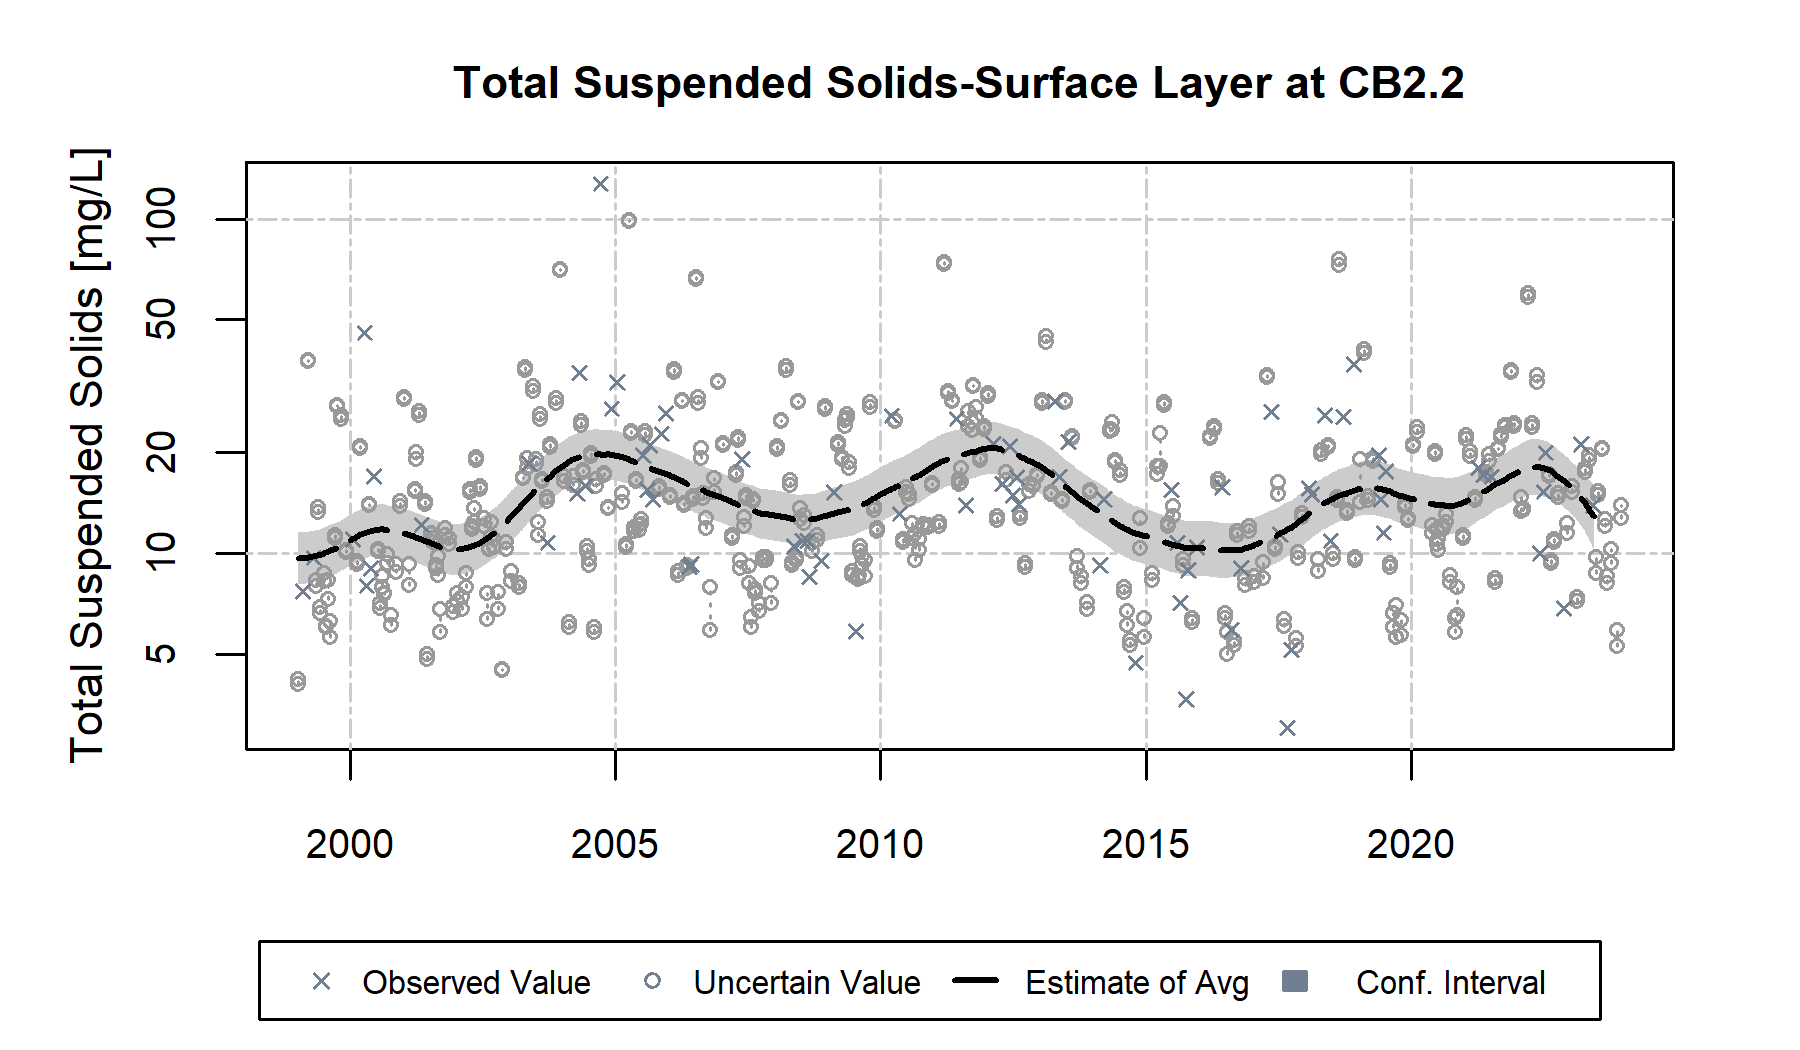 Total Suspended Solids-Surface Layer at CB2.2
Total Suspended Solids [mg/L]
100
50
20
10
5
2000 2005 2010 2015 2020
Observed Value Uncertain Value Estimate of Avg Conf. Interval